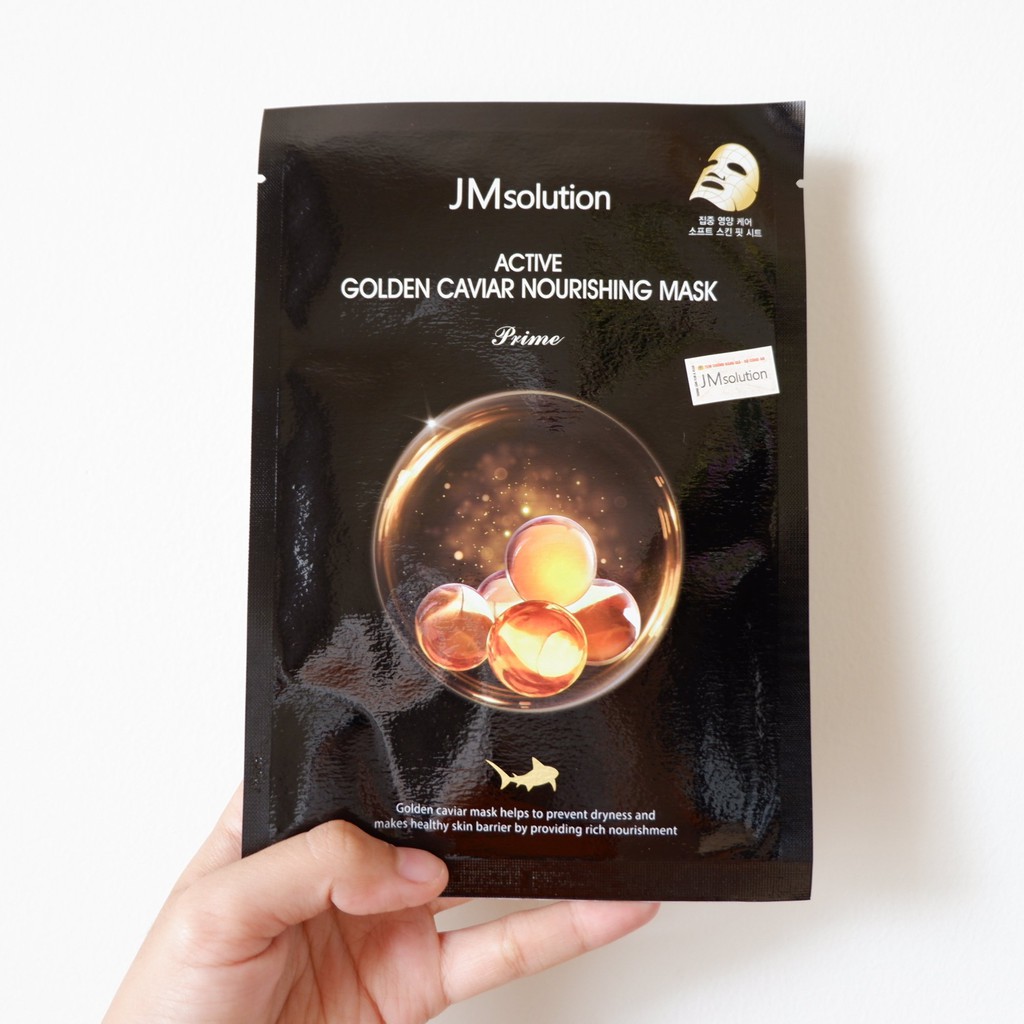 JMsolution
집중 영양 케어
소프트 스킨 핏 시트
ACTIVE
GOLDEN CAVIAR NOURISHING MASK
Prime
JMsolution
Golden caviar mask helps to prevent dryness and
makes healthy skin barrier by providing rich nourishment